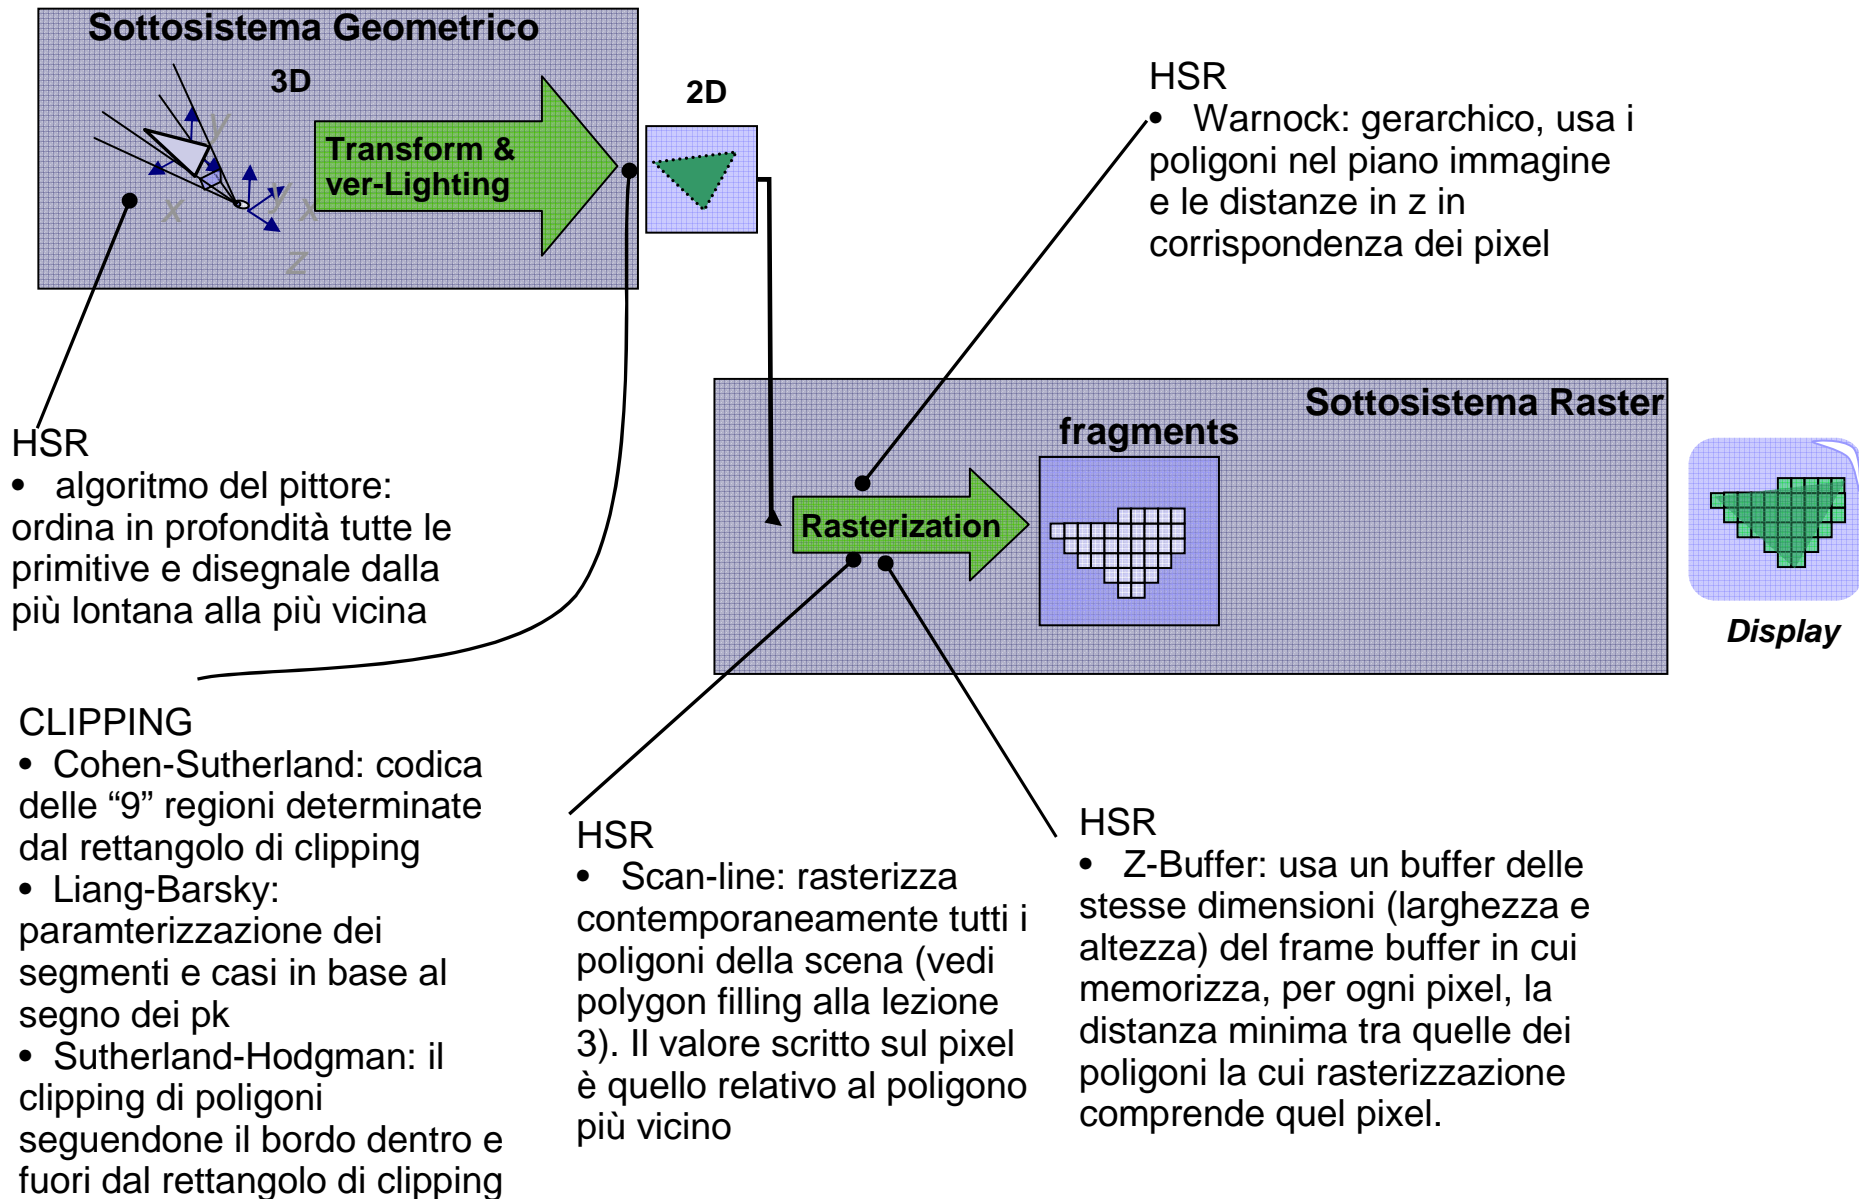 Sottosistema Geometrico
3D
y
x
z
y
x
Transform &
ver-Lighting
2D
HSR
• Warnock: gerarchico, usa i
poligoni nel piano immagine
e le distanze in z in
corrispondenza dei pixel
Sottosistema Raster
fragments
Rasterization
Display
HSR
• algoritmo del pittore:
ordina in profondità tutte le
primitive e disegnale dalla
più lontana alla più vicina
CLIPPING
• Cohen-Sutherland: codica
delle “9” regioni determinate
dal rettangolo di clipping
• Liang-Barsky:
paramterizzazione dei
segmenti e casi in base al
segno dei pk
• Sutherland-Hodgman: il
clipping di poligoni
seguendone il bordo dentro e
fuori dal rettangolo di clipping
HSR
• Scan-line: rasterizza
contemporaneamente tutti i
poligoni della scena (vedi
polygon filling alla lezione
3). Il valore scritto sul pixel
è quello relativo al poligono
più vicino
HSR
• Z-Buffer: usa un buffer delle
stesse dimensioni (larghezza e
altezza) del frame buffer in cui
memorizza, per ogni pixel, la
distanza minima tra quelle dei
poligoni la cui rasterizzazione
comprende quel pixel.